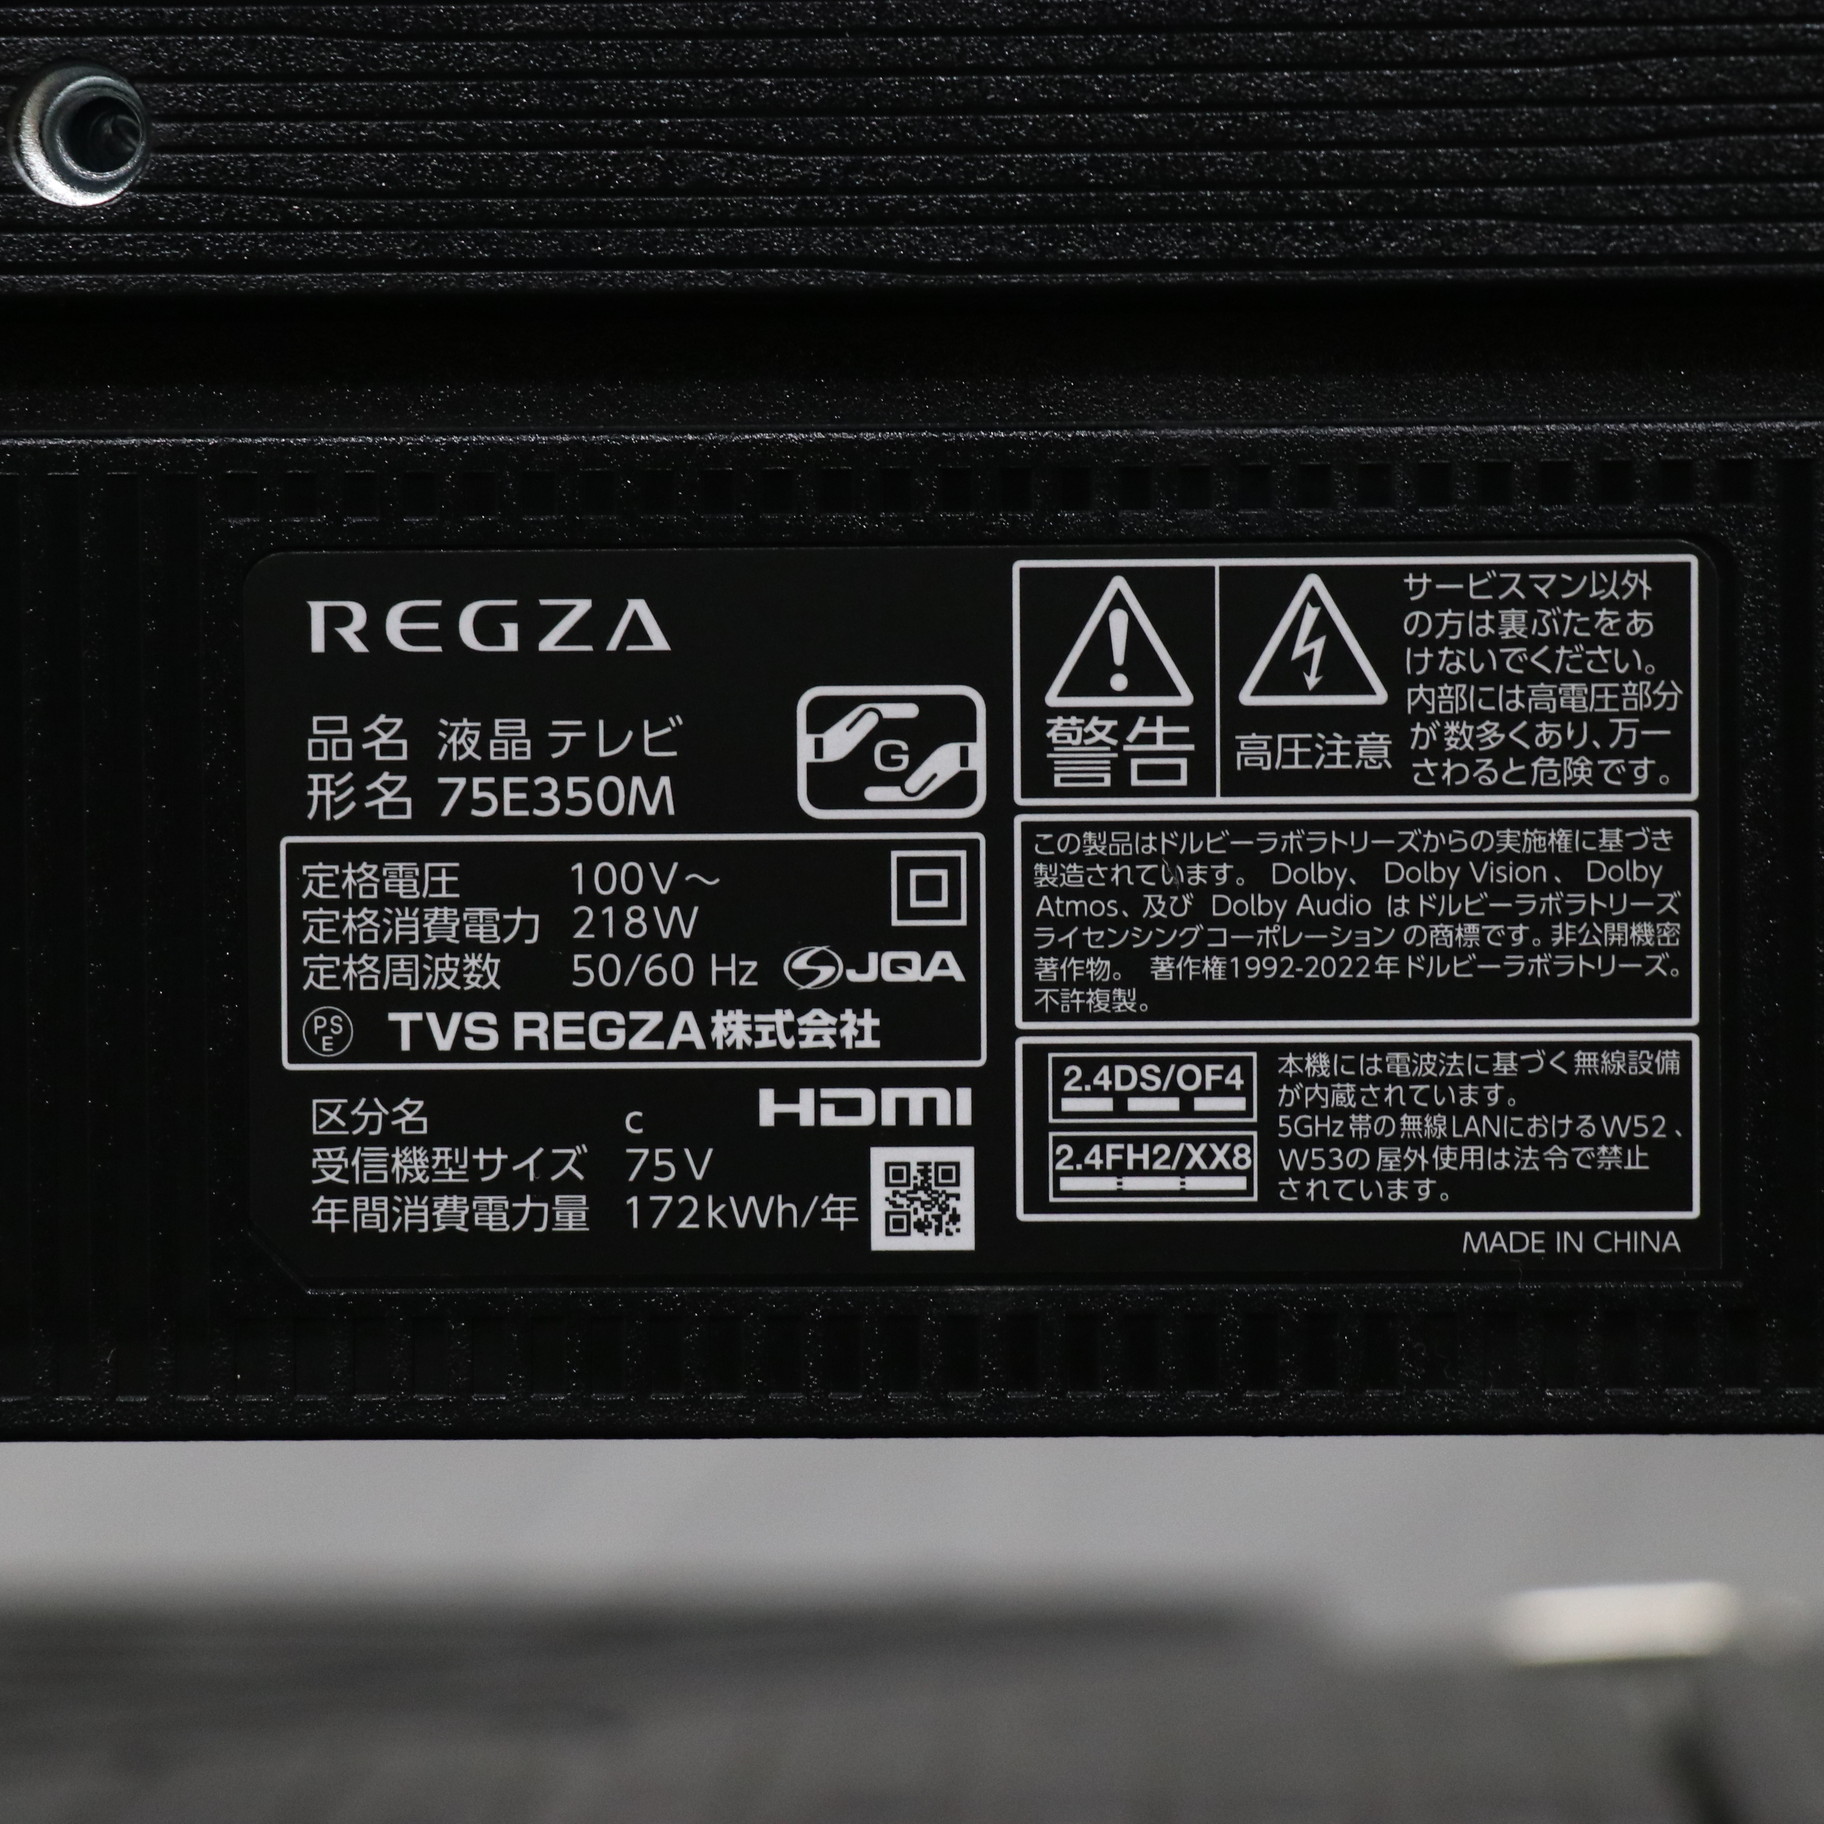 REGZA
品名 液晶テレビ
形名 75E350M
G
定格電圧 100V～
定格消費電力 218W
定格周波数 50/60 Hz
JQA
PS
E
TVS REGZA株式会社
区分名 c
HDMI
受信機型サイズ 75V
年間消費電力量 172kWh/年
警告
高圧注意
サービスマン以外
の方は裏ぶたをあ
けないでください。
内部には高電圧部分
が数多くあり、万一
さわると危険です。
この製品はドルビーラボラトリーズからの実施権に基づき
製造されています。 Dolby、 Dolby Vision、 Dolby
Atmos、及び Dolby Audio はドルビーラボラトリーズ
ライセンシングコーポレーションの商標です。非公開機密
著作物。 著作権1992-2022年ドルビーラボラトリーズ。
不許複製。
2.4DS/OF4
2.4FH2/XX8
本機には電波法に基づく無線設備
が内蔵されています。
5GHz帯の無線LANにおけるW52、
W53の屋外使用は法令で禁止
されています。
MADE IN CHINA